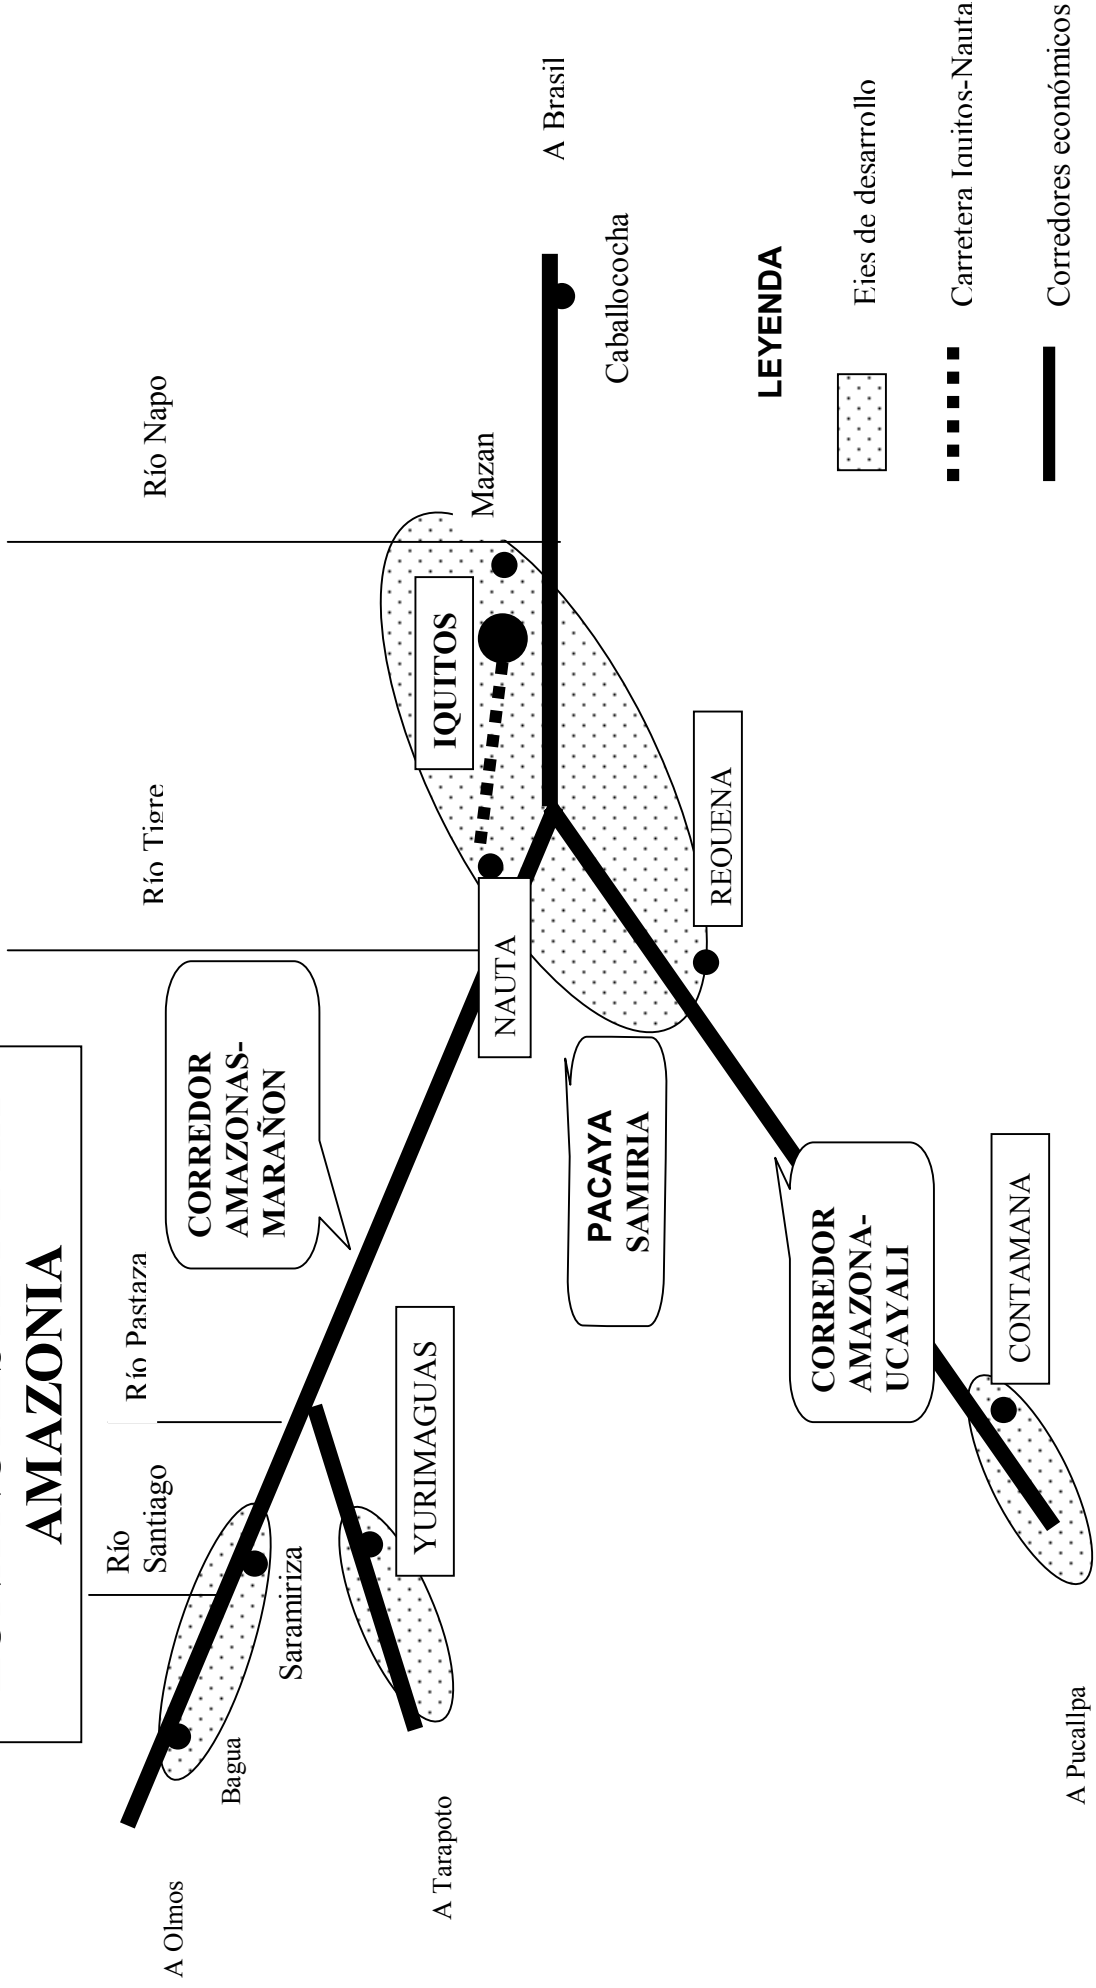 AMAZONIA
Río Napo
Río Tigre
Río Pastaza
Río
Santiago
CORREDOR
AMAZONAS-
MARAÑON
A Olmos
Bagua
Saramiriza
YURIMAGUAS
A Tarapoto
NAUTA
IQUITOS
Mazan
A Brasil
Caballococha
PACAYA
SAMIRIA
REQUENA
CORREDOR
AMAZONA-
UCAYALI
CONTAMANA
A Pucallpa
LEYENDA
Ejes de desarrollo
Carretera Iquitos-Nauta
Corredores económicos